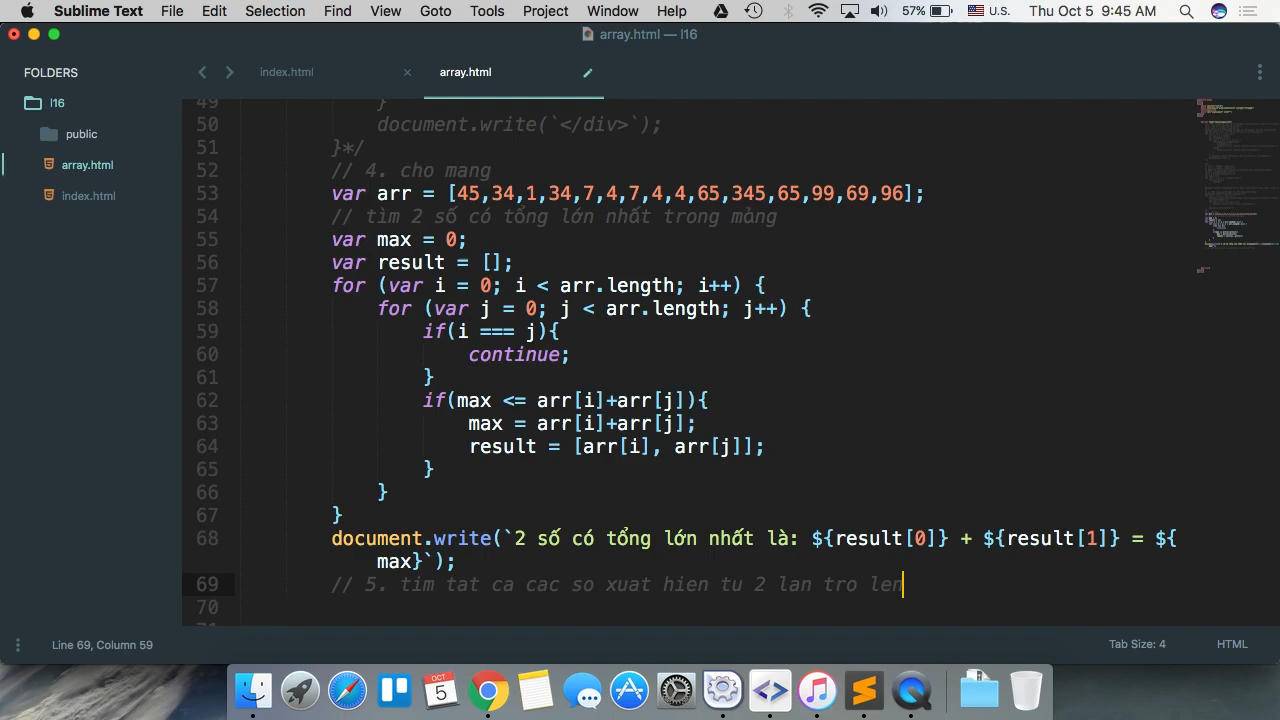 Sublime Text File Edit Selection Find View Goto Tools Project Window Help 57% U.S. Thu Oct 5 9:45 AM
array.html — l16
FOLDERS
l16
public
array.html
index.html
index.html × array.html
49 }
50 document.write(`</div>`);
51 }*/
52 // 4. cho mang
53 var arr = [45,34,1,34,7,4,7,4,4,65,345,65,99,69,96];
54 // tìm 2 số có tổng lớn nhất trong mảng
55 var max = 0;
56 var result = [];
57 for (var i = 0; i < arr.length; i++) {
58 for (var j = 0; j < arr.length; j++) {
59 if(i === j){
60 continue;
61 }
62 if(max <= arr[i]+arr[j]){
63 max = arr[i]+arr[j];
64 result = [arr[i], arr[j]];
65 }
66 }
67 }
68 document.write(`2 số có tổng lớn nhất là: ${result[0]} + ${result[1]} = ${
max}`);
69 // 5. tim tat ca cac so xuat hien tu 2 lan tro len
70
Line 69, Column 59 Tab Size: 4 HTML
OCT
5